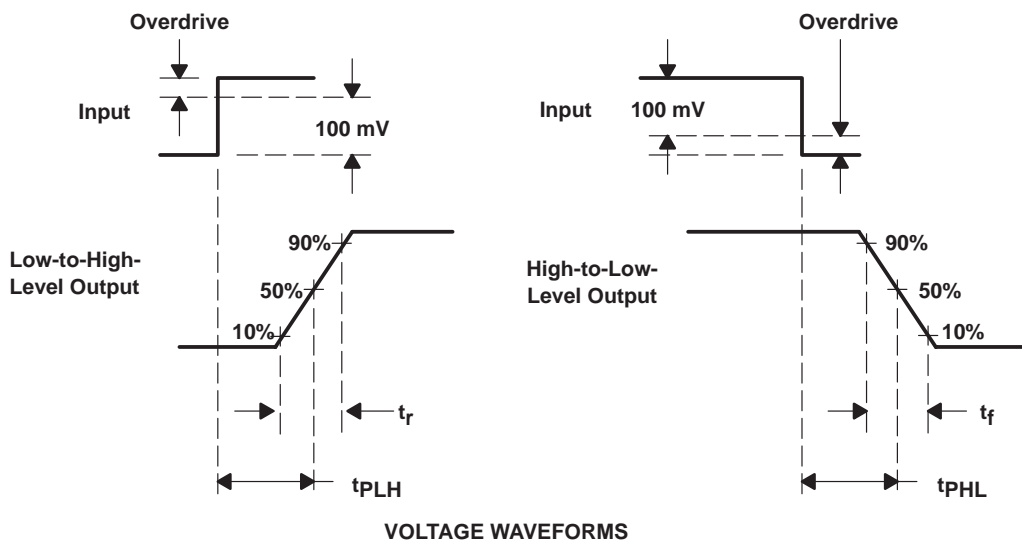 Overdrive
Input
100 mV
Low-to-High-
Level Output
90%
50%
10%
tr
tPLH
Overdrive
Input
100 mV
High-to-Low-
Level Output
90%
50%
10%
tf
tPHL
VOLTAGE WAVEFORMS